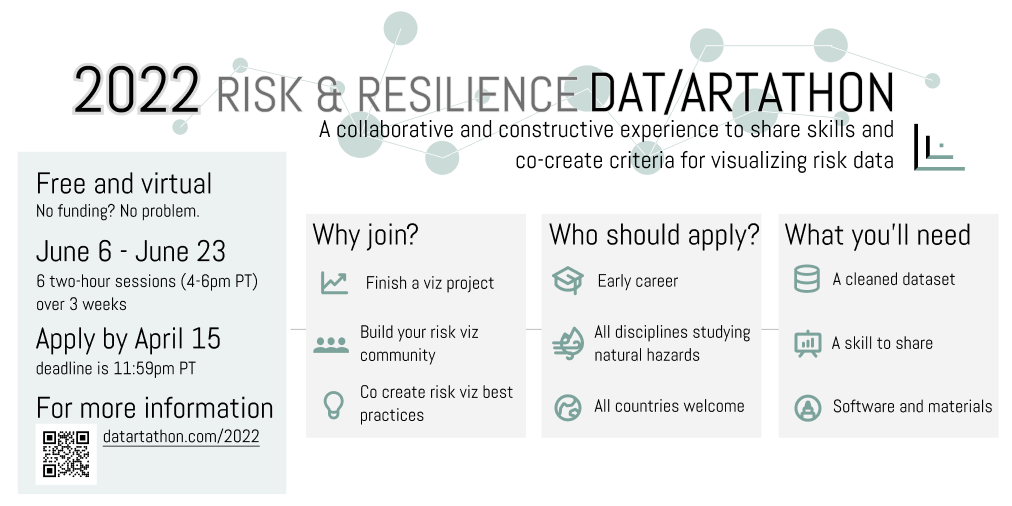 2022 RISK & RESILIENCE DAT/ARTATHON
A collaborative and constructive experience to share skills and
co-create criteria for visualizing risk data
Free and virtual
No funding? No problem.
June 6 - June 23
6 two-hour sessions (4-6pm PT)
over 3 weeks
Apply by April 15
deadline is 11:59pm PT
For more information
datartathon.com/2022
Why join?
Finish a viz project
Build your risk viz
community
Co create risk viz best
practices
Who should apply?
Early career
All disciplines studying
natural hazards
All countries welcome
What you'll need
A cleaned dataset
A skill to share
Software and materials